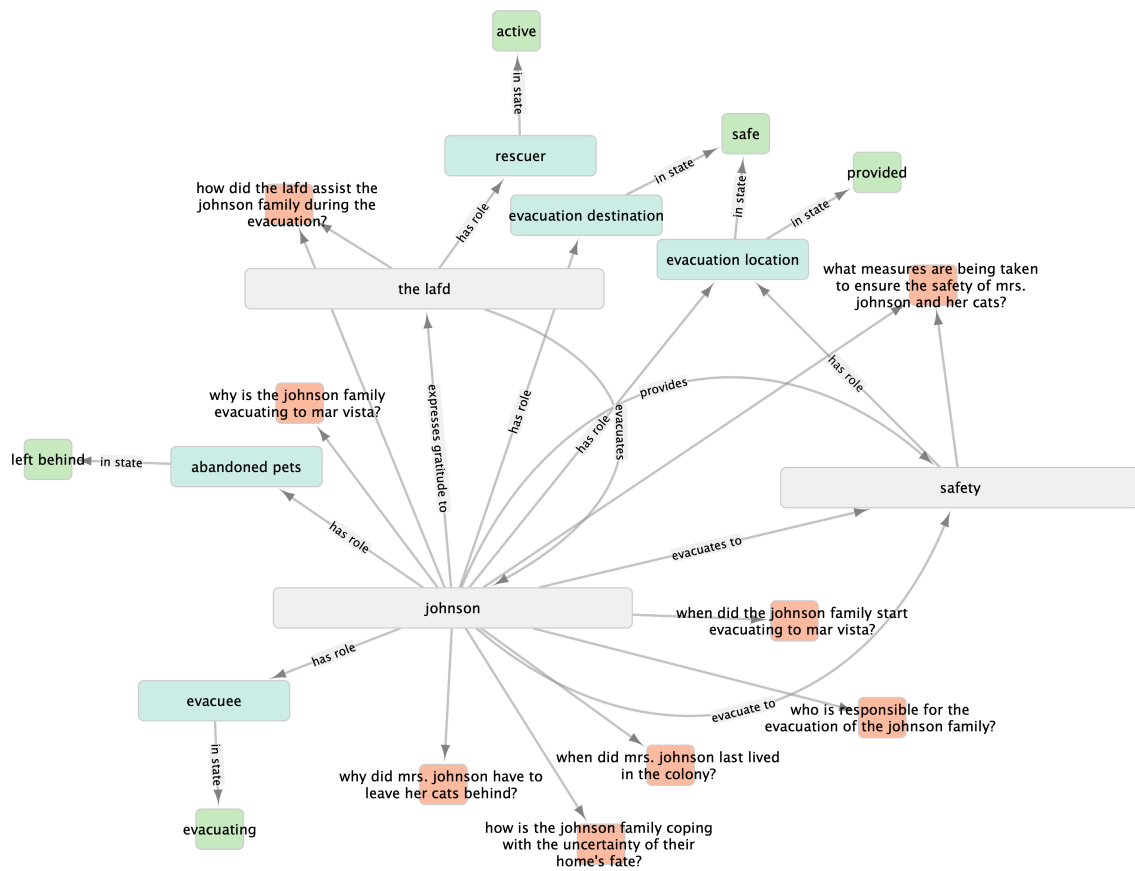 active
in state
safe
rescuer
in state
provided
how did the lafd assist the
johnson family during the
evacuation?
in state
in state
has role
evacuation destination
evacuation location
what measures are being taken
to ensure the safety of mrs.
johnson and her cats?
the lafd
has role
why is the johnson family
evacuating to mar vista?
provides
expresses gratitude to
has role
has role
evacuates
left behind
in state
abandoned pets
safety
has role
evacuates to
johnson
when did the johnson family start
evacuating to mar vista?
has role
evacuee
evacuate to
who is responsible for the
evacuation of the johnson family?
in state
when did mrs. johnson last lived
in the colony?
why did mrs. johnson have to
leave her cats behind?
evacuating
how is the johnson family coping
with the uncertainty of their
home's fate?